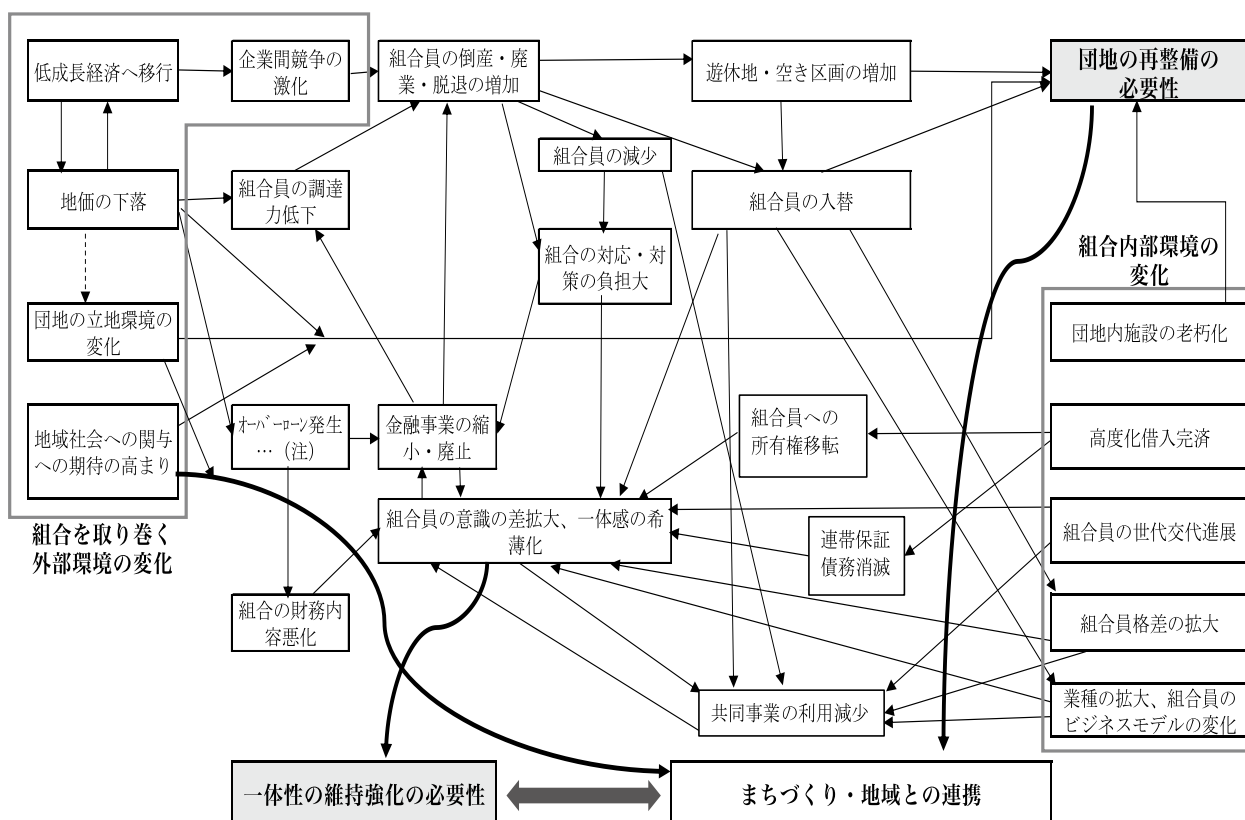 低成長経済へ移行
企業間競争の
激化
組合員の倒産・廃
業・脱退の増加
遊休地・空き区画の増加
団地の再整備の
必要性
組合員の減少
地価の下落
組合員の調達
力低下
組合員の入替
組合の対応・対
策の負担大
組合内部環境の
変化
団地の立地環境の
変化
団地内施設の老朽化
地域社会への関与
への期待の高まり
オーバーローン発生
…（注）
金融事業の縮
小・廃止
組合員への
所有権移転
高度化借入完済
組合を取り巻く
外部環境の変化
組合員の意識の差拡大、一体感の希
薄化
連帯保証
債務消滅
組合員の世代交代進展
組合の財務内
容悪化
組合員格差の拡大
共同事業の利用減少
業種の拡大、組合員の
ビジネスモデルの変化
一体性の維持強化の必要性
まちづくり・地域との連携